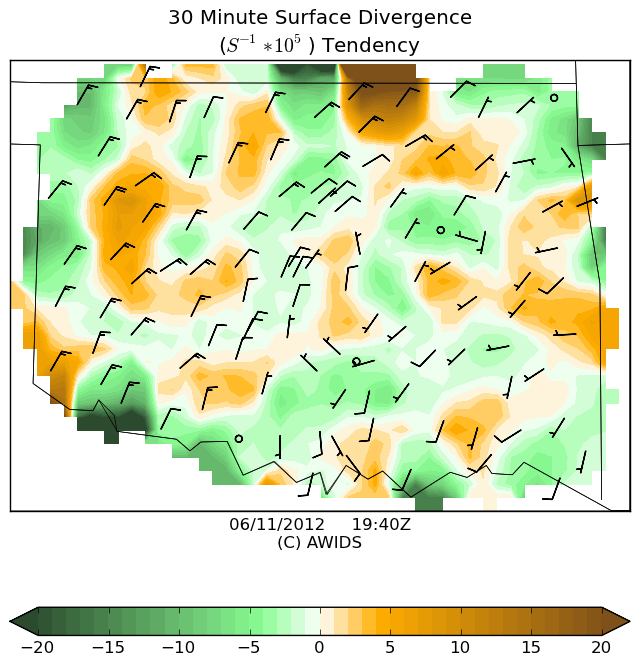 30 Minute Surface Divergence
(S⁻¹ * 10⁵ ) Tendency
06/11/2012 19:40Z
(C) AWIDS
−20 −15 −10 −5 0 5 10 15 20